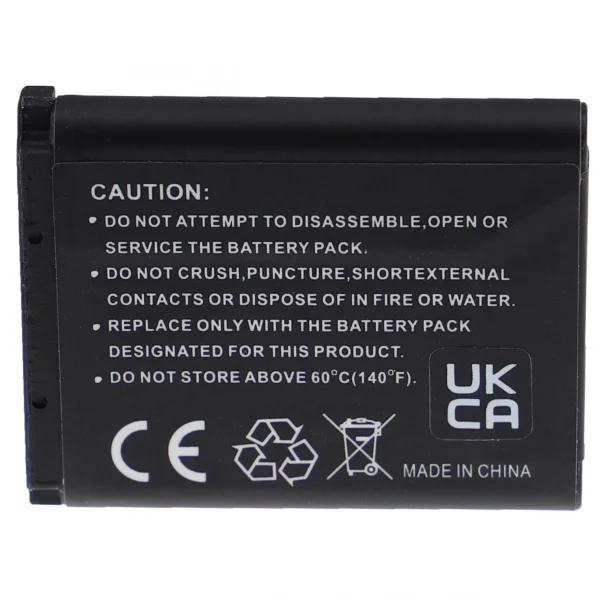 CAUTION:
• DO NOT ATTEMPT TO DISASSEMBLE,OPEN OR
SERVICE THE BATTERY PACK.
• DO NOT CRUSH,PUNCTURE,SHORTEXTERNAL
CONTACTS OR DISPOSE OF IN FIRE OR WATER.
• REPLACE ONLY WITH THE BATTERY PACK
DESIGNATED FOR THIS PRODUCT.
• DO NOT STORE ABOVE 60°C(140°F).
UK
CA
CE
MADE IN CHINA